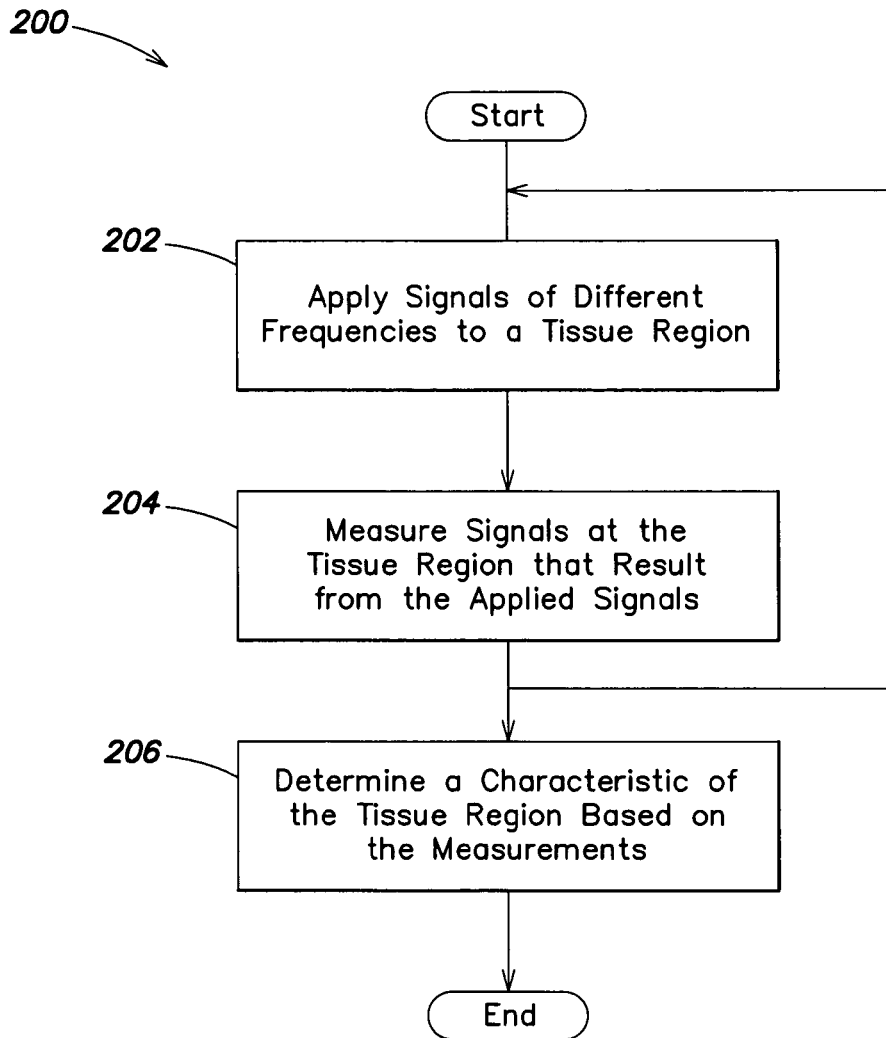 200
Start
202
Apply Signals of Different
Frequencies to a Tissue Region
204
Measure Signals at the
Tissue Region that Result
from the Applied Signals
206
Determine a Characteristic of
the Tissue Region Based on
the Measurements
End